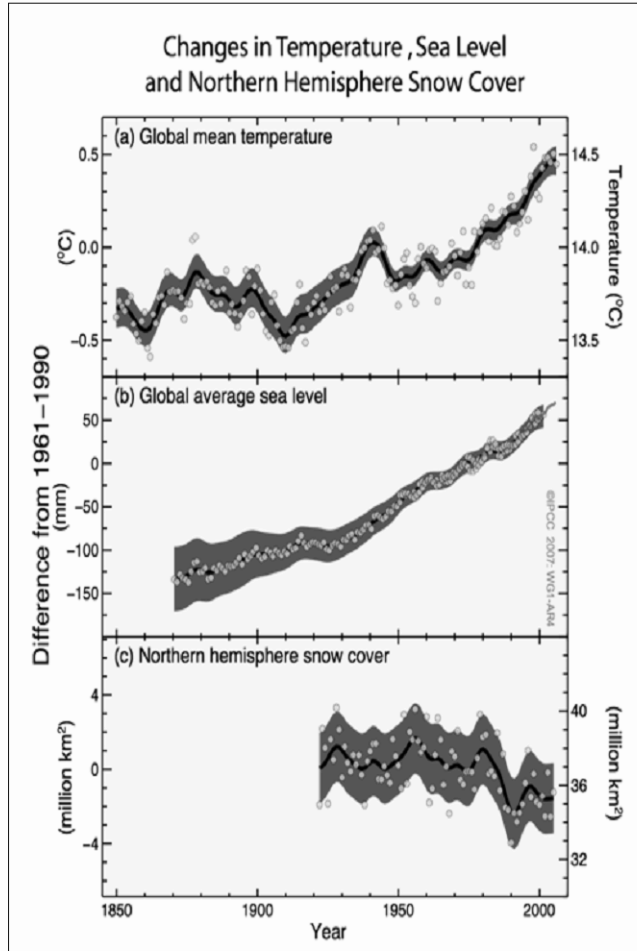 Changes in Temperature , Sea Level
and Northern Hemisphere Snow Cover
(a) Global mean temperature
0.5
0.0
−0.5
(°C)
14.5
14.0
13.5
Temperature (°C)
(b) Global average sea level
50
0
−50
−100
−150
Difference from 1961–1990
(mm)
©IPCC 2007: WG1-AR4
(c) Northern hemisphere snow cover
4
0
−4
(million km²)
40
36
32
(million km²)
1850
1900
1950
2000
Year